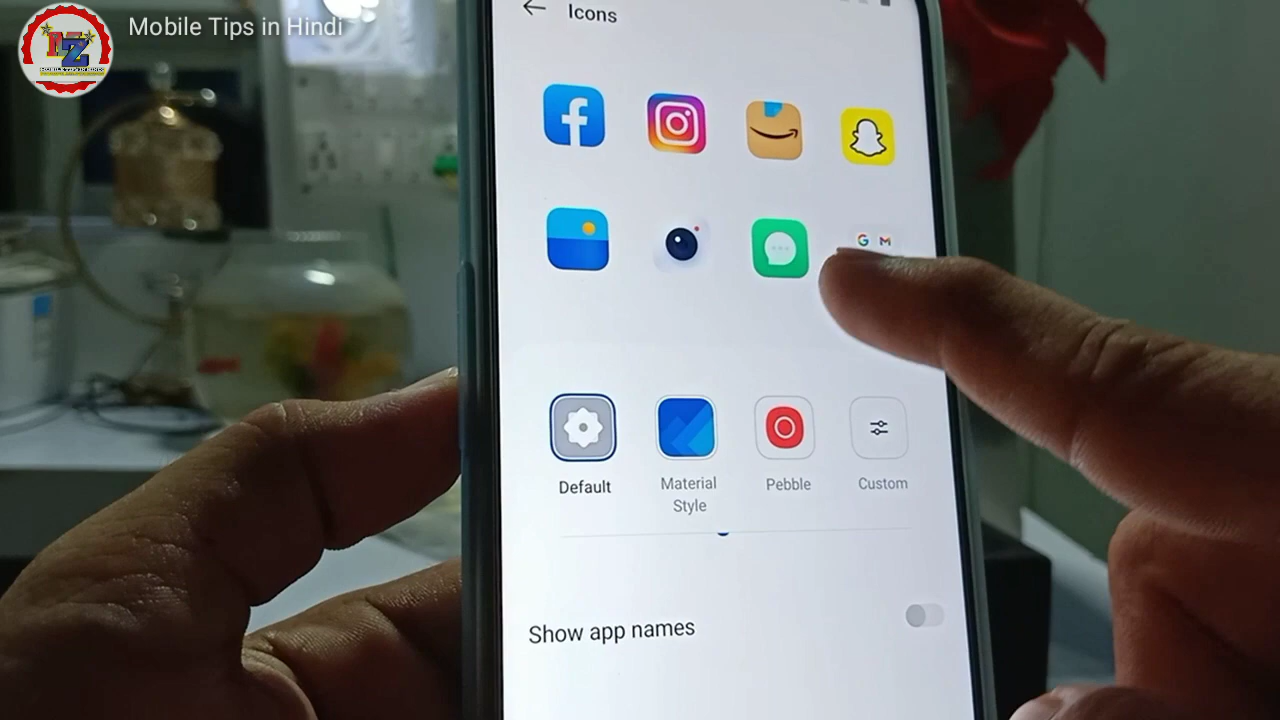 Mobile Tips in Hindi
Icons
G M
Default
Material
Style
Pebble
Custom
Show app names